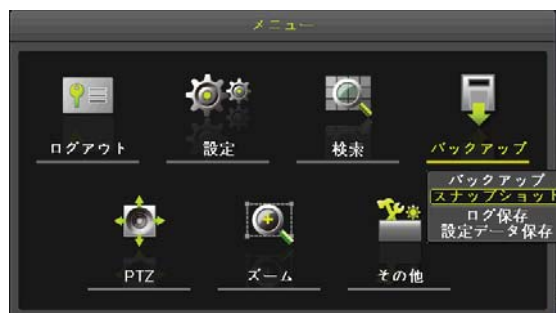 メニュー
ログアウト
設定
検索
バックアップ
バックアップ
スナップショット
ログ保存
設定データ保存
PTZ
ズーム
その他